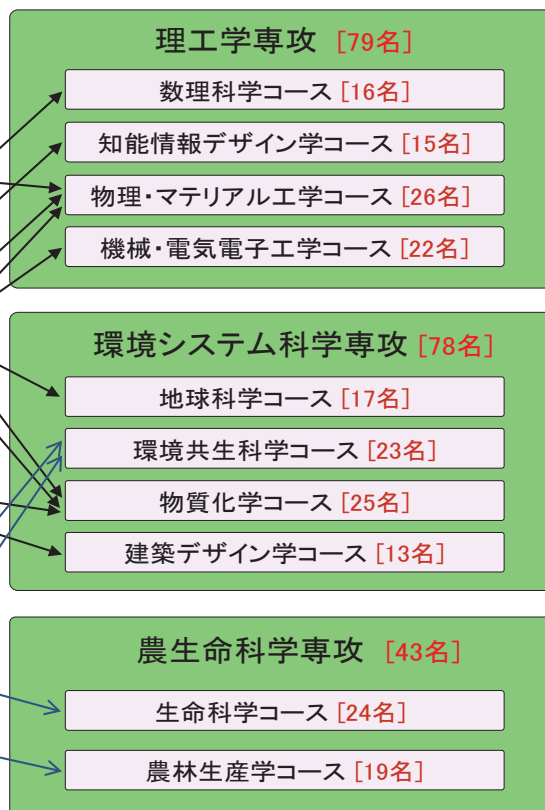 理工学専攻 [79名]
数理科学コース [16名]
知能情報デザイン学コース [15名]
物理・マテリアル工学コース [26名]
機械・電気電子工学コース [22名]
環境システム科学専攻 [78名]
地球科学コース [17名]
環境共生科学コース [23名]
物質化学コース [25名]
建築デザイン学コース [13名]
農生命科学専攻 [43名]
生命科学コース [24名]
農林生産学コース [19名]